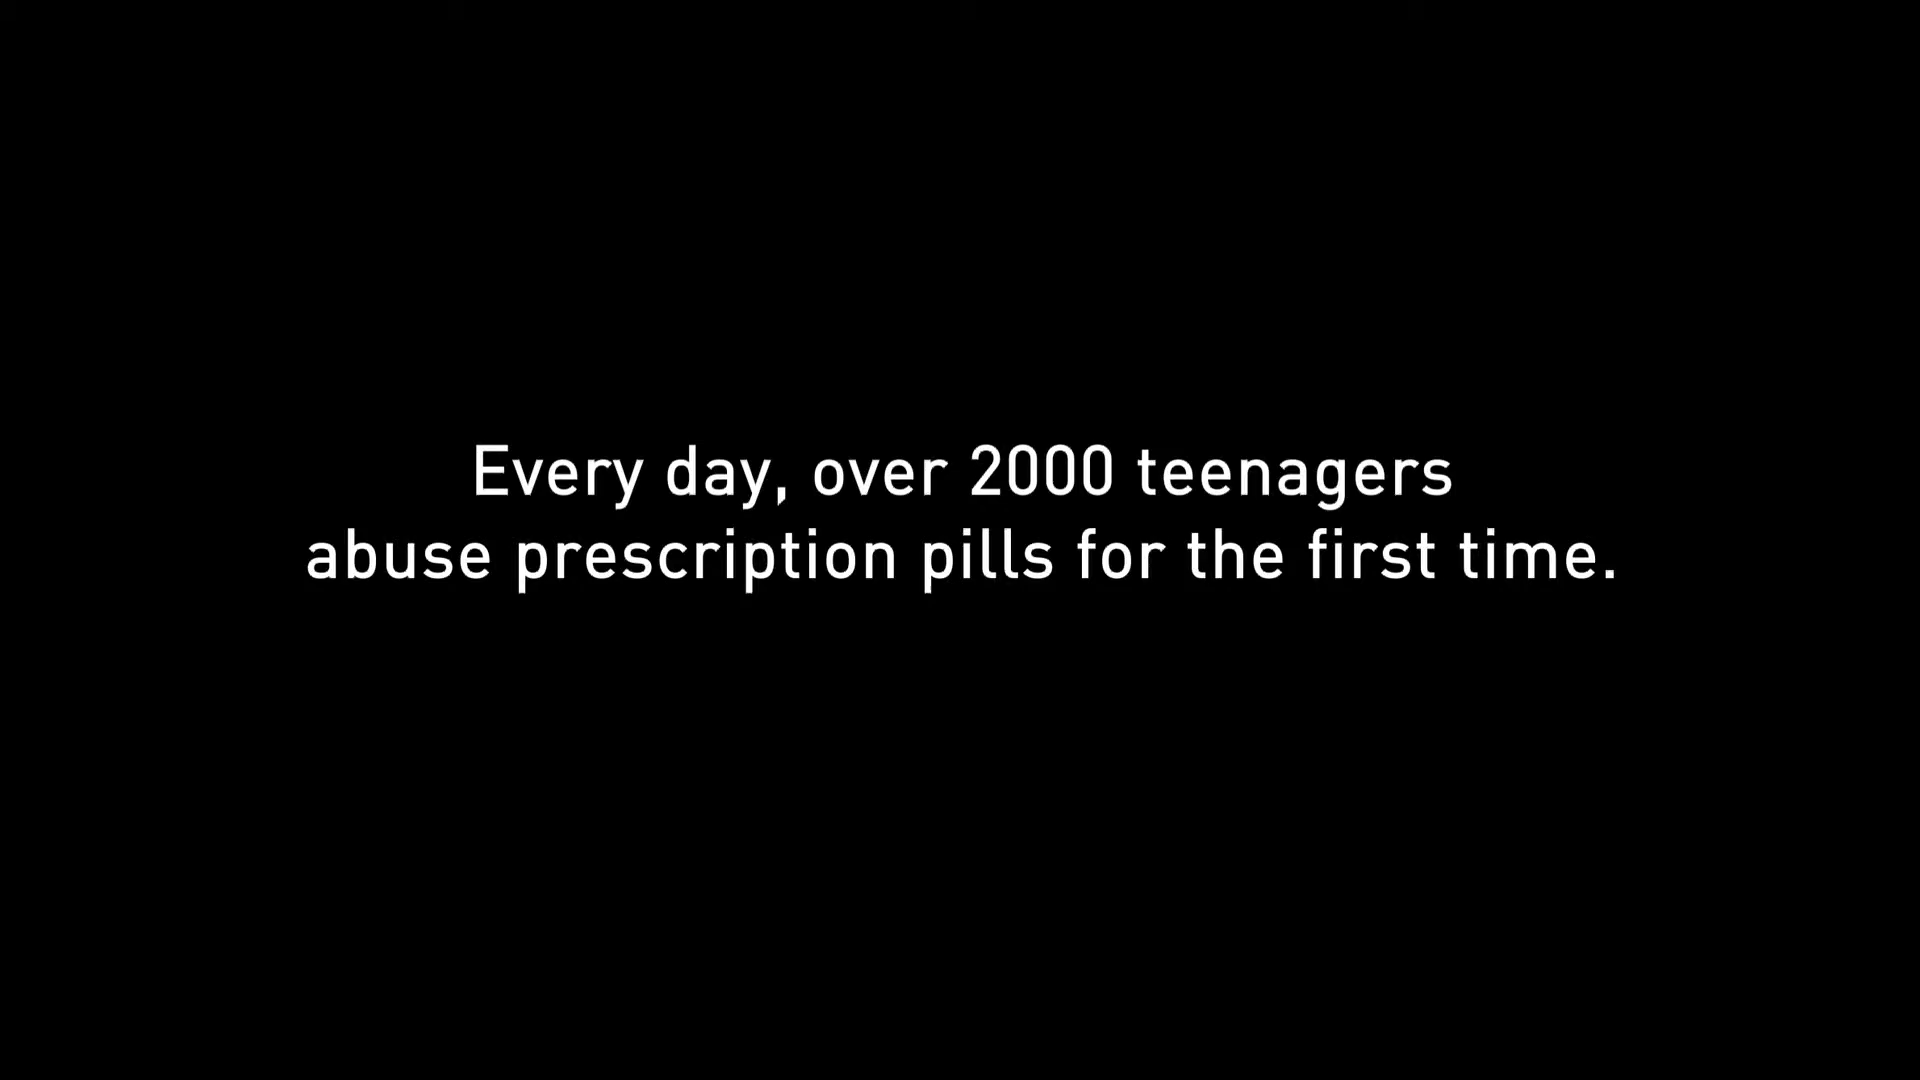 Every day, over 2000 teenagers
abuse prescription pills for the first time.